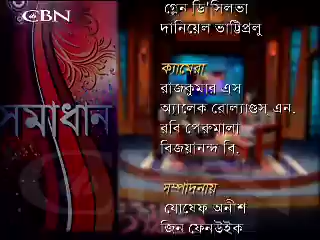 CBN
গ্লেন ডি'সিলভা
দানিয়েল ভাট্টিপ্রলু
ক্যামেরা
রাজকুমার এস
অ্যালেক রোল্যাণ্ডস এন.
রবি পেরুমালা
বিজয়ানন্দ বি.
সমাধান
সম্পাদনায়
যোষেফ অনীশ
জিন ফেনউইক